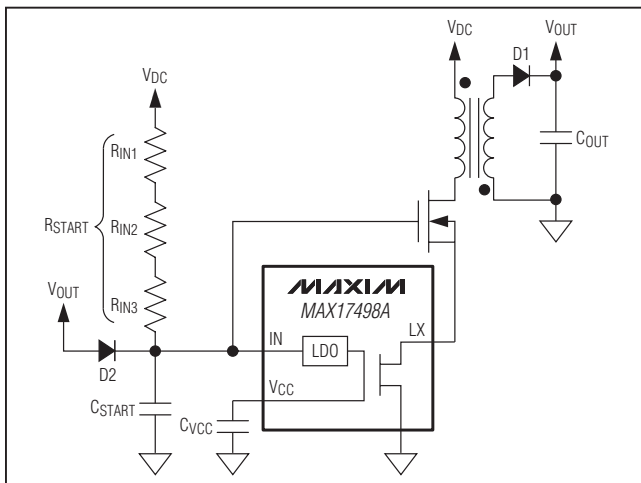 VDC
VDC
D1
VOUT
RIN1
COUT
RSTART
RIN2
VOUT
RIN3
MAXIM
MAX17498A
LX
IN
LDO
D2
VCC
CSTART
CVCC